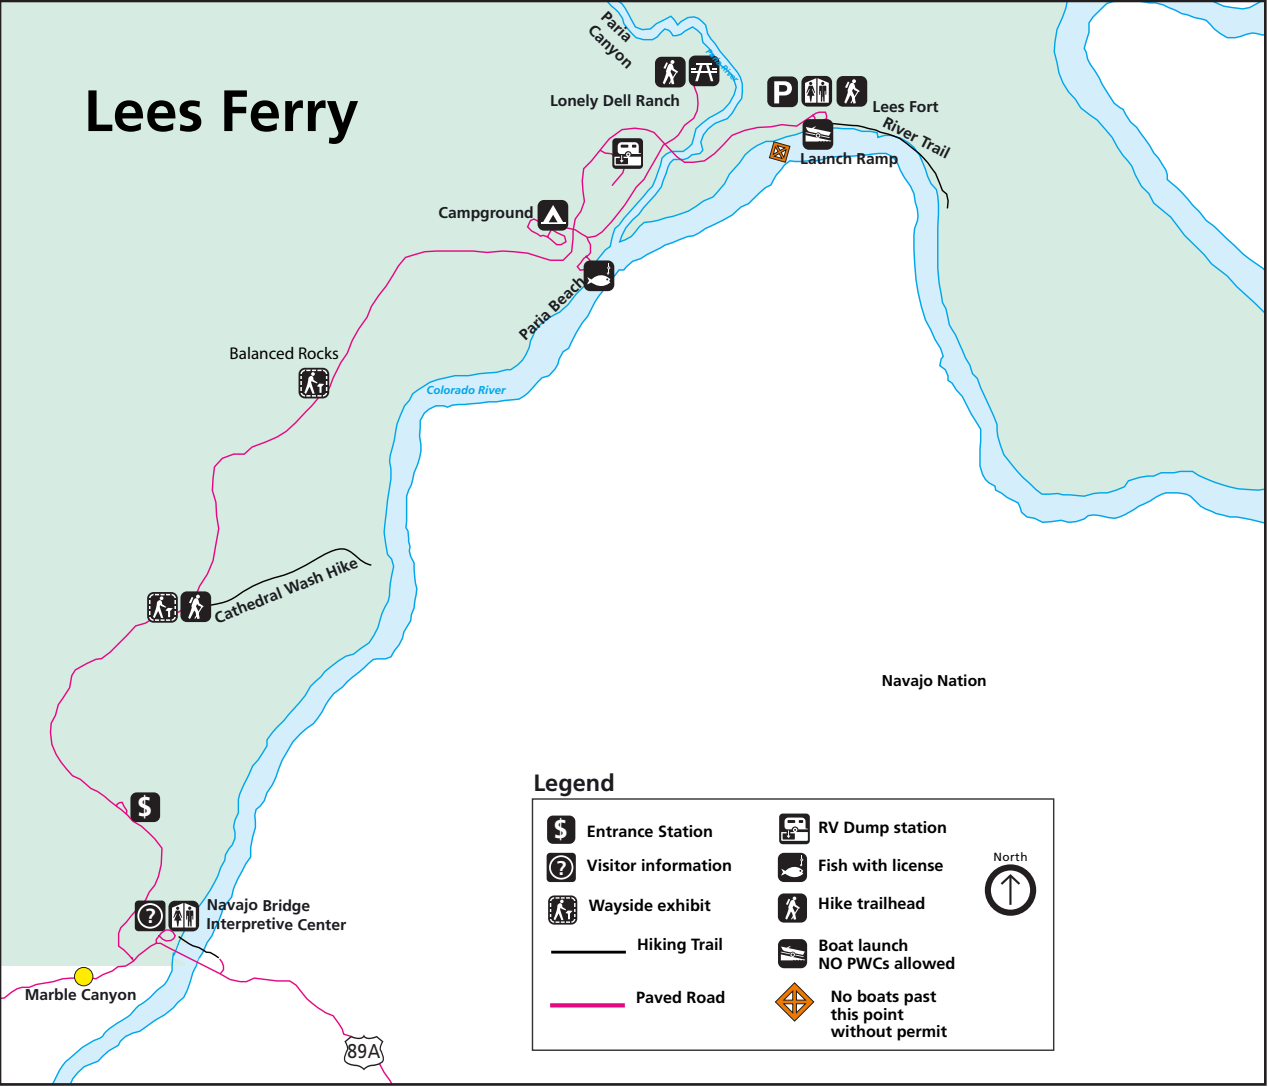 Lees Ferry
Paria
Canyon
Paria River
Lonely Dell Ranch
P
Lees Fort
River Trail
Launch Ramp
Campground
Paria Beach
Balanced Rocks
Colorado River
Cathedral Wash Hike
Navajo Nation
$
?
Navajo Bridge
Interpretive Center
Marble Canyon
89A
Legend
$ Entrance Station
? Visitor information
Wayside exhibit
Hiking Trail
Paved Road
RV Dump station
Fish with license
Hike trailhead
Boat launch
NO PWCs allowed
No boats past
this point
without permit
North